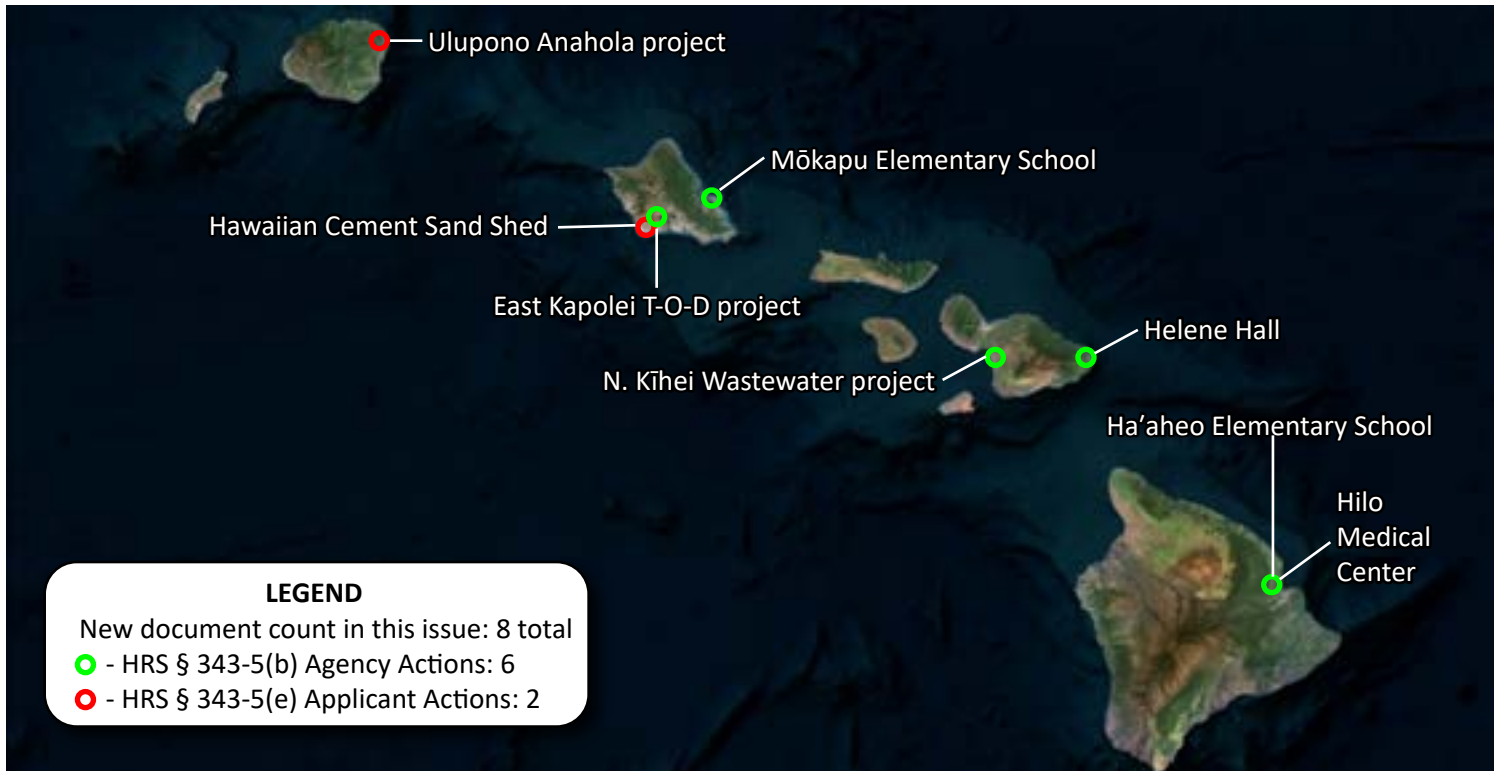 Ulupono Anahola project
Mōkapu Elementary School
Hawaiian Cement Sand Shed
East Kapolei T-O-D project
Helene Hall
N. Kīhei Wastewater project
Ha′aheo Elementary School
Hilo
Medical
Center
LEGEND
New document count in this issue: 8 total
- HRS § 343-5(b) Agency Actions: 6
- HRS § 343-5(e) Applicant Actions: 2